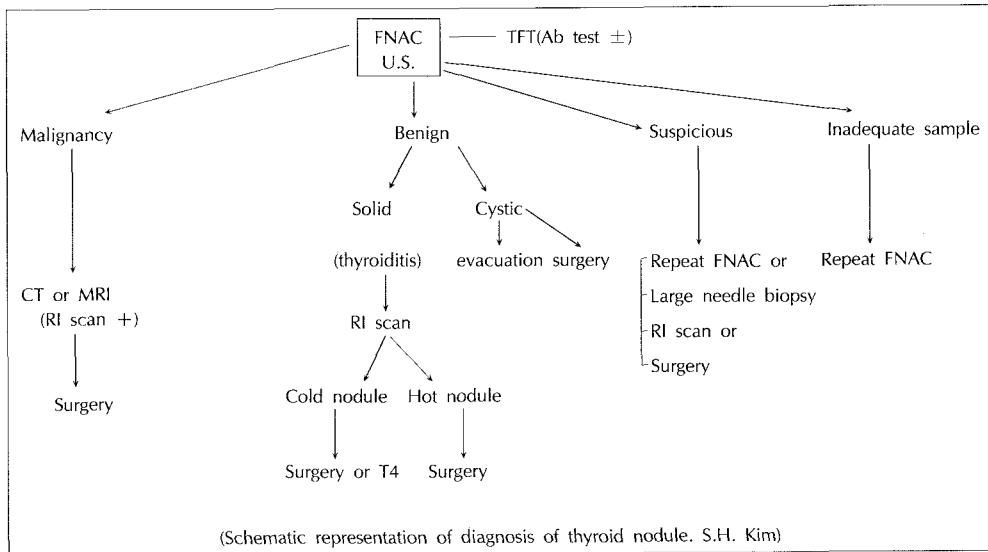 FNAC
U.S.
TFT(Ab test ±)
Malignancy
Benign
Suspicious
Inadequate sample
Solid
Cystic
(thyroiditis)
evacuation surgery
Repeat FNAC or
Repeat FNAC
CT or MRI
(RI scan +)
Large needle biopsy
RI scan
RI scan or
Surgery
Cold nodule
Hot nodule
Surgery
Surgery or T4
Surgery
(Schematic representation of diagnosis of thyroid nodule. S.H. Kim)